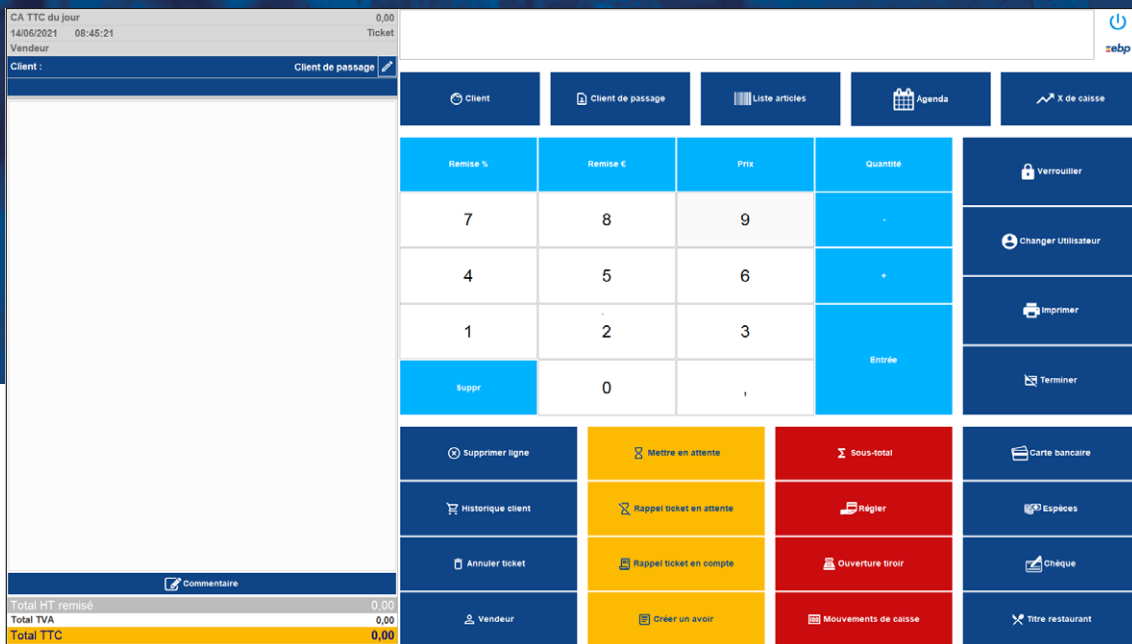 CA TTC du jour 0,00
14/06/2021 08:45:21 Ticket
Vendeur
Client : Client de passage
ebp
Client Client de passage Liste articles Agenda X de caisse
Remise % Remise € Prix Quantité Verrouiller
7 8 9 -
Changer Utilisateur
4 5 6 +
Imprimer
1 2 3
Entrée
Suppr 0 , Terminer
Supprimer ligne Mettre en attente Sous-total Carte bancaire
Historique client Rappel ticket en attente Régler Espèces
Annuler ticket Rappel ticket en compte Ouverture tiroir Chèque
Commentaire
Total HT remisé 0,00
Total TVA 0,00
Vendeur Créer un avoir Mouvements de caisse Titre restaurant
Total TTC 0,00